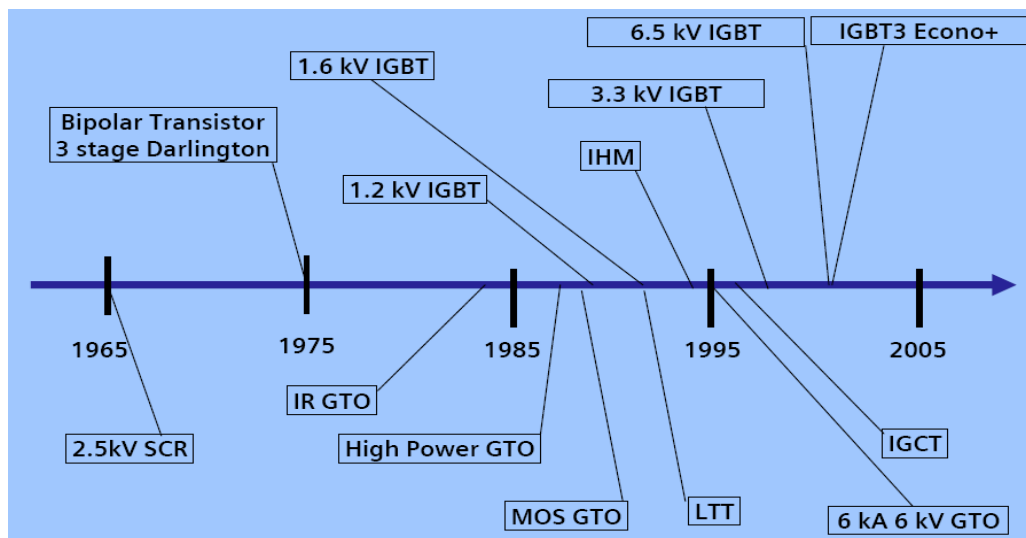 6.5 kV IGBT
IGBT3 Econo+
1.6 kV IGBT
3.3 kV IGBT
Bipolar Transistor
3 stage Darlington
IHM
1.2 kV IGBT
1965
1975
1985
1995
2005
IR GTO
2.5kV SCR
High Power GTO
IGCT
MOS GTO
LTT
6 kA 6 kV GTO